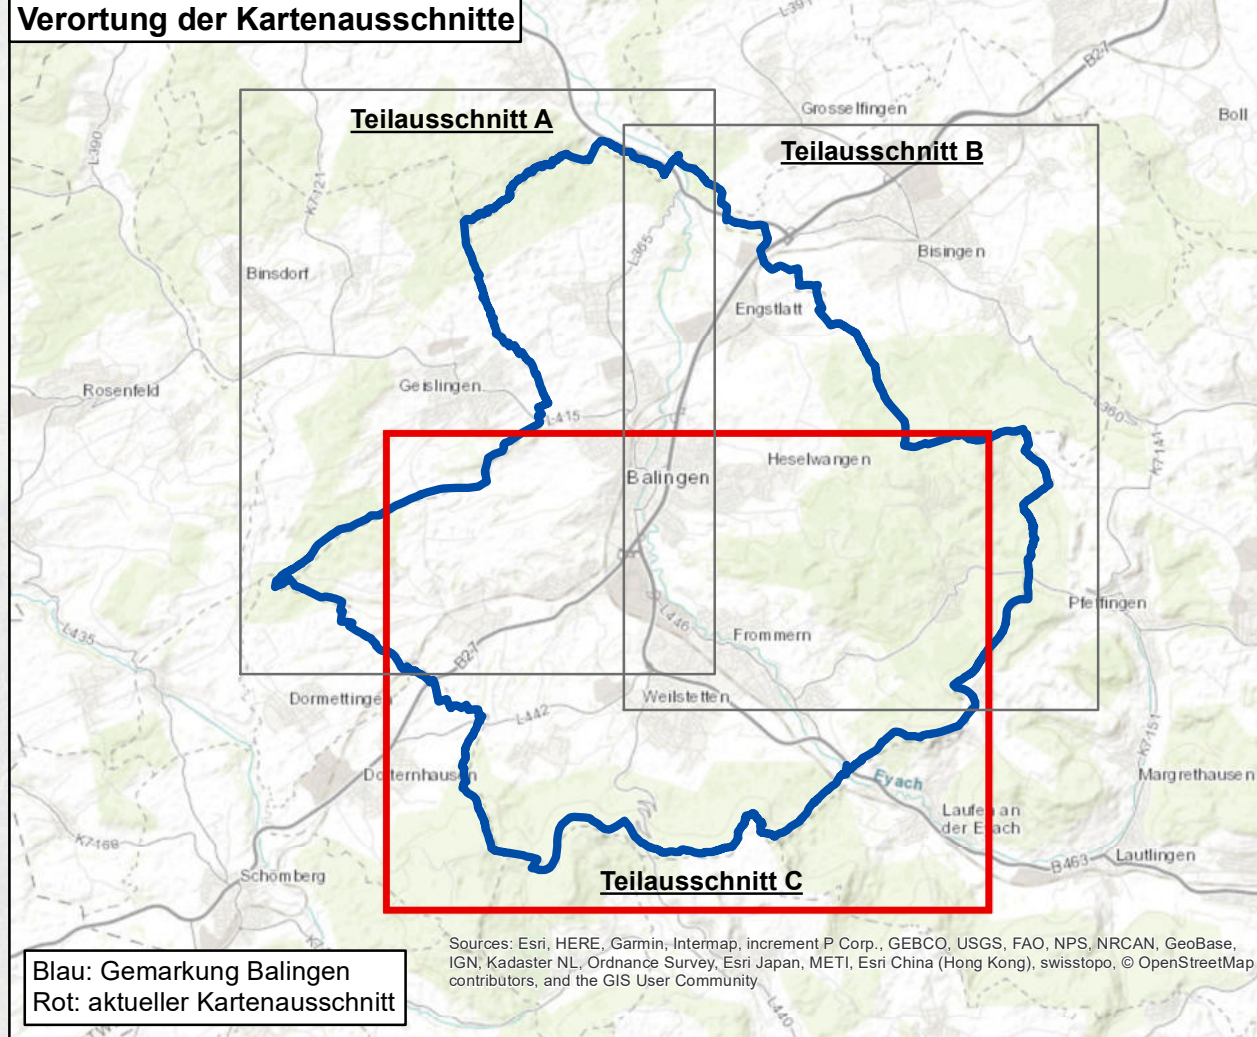 Verortung der Kartenausschnitte
L391
B27
Grosselfingen
Boll
L390
Teilausschnitt A
Teilausschnitt B
K7121
L365
Bisingen
Binsdorf
Engstlatt
Rosenfeld
Geislingen
L415
L360
K7141
Heselwangen
Balingen
Pfeffingen
L435
L446
Frommern
B27
Dormettingen
Weilstetten
L442
K7151
Dotternhausen
Eyach
Margrethausen
Laufen an
der Eyach
K7168
Lautlingen
B463
Schömberg
Teilausschnitt C
Sources: Esri, HERE, Garmin, Intermap, increment P Corp., GEBCO, USGS, FAO, NPS, NRCAN, GeoBase,
IGN, Kadaster NL, Ordnance Survey, Esri Japan, METI, Esri China (Hong Kong), swisstopo, © OpenStreetMap
contributors, and the GIS User Community
Blau: Gemarkung Balingen
Rot: aktueller Kartenausschnitt
L440